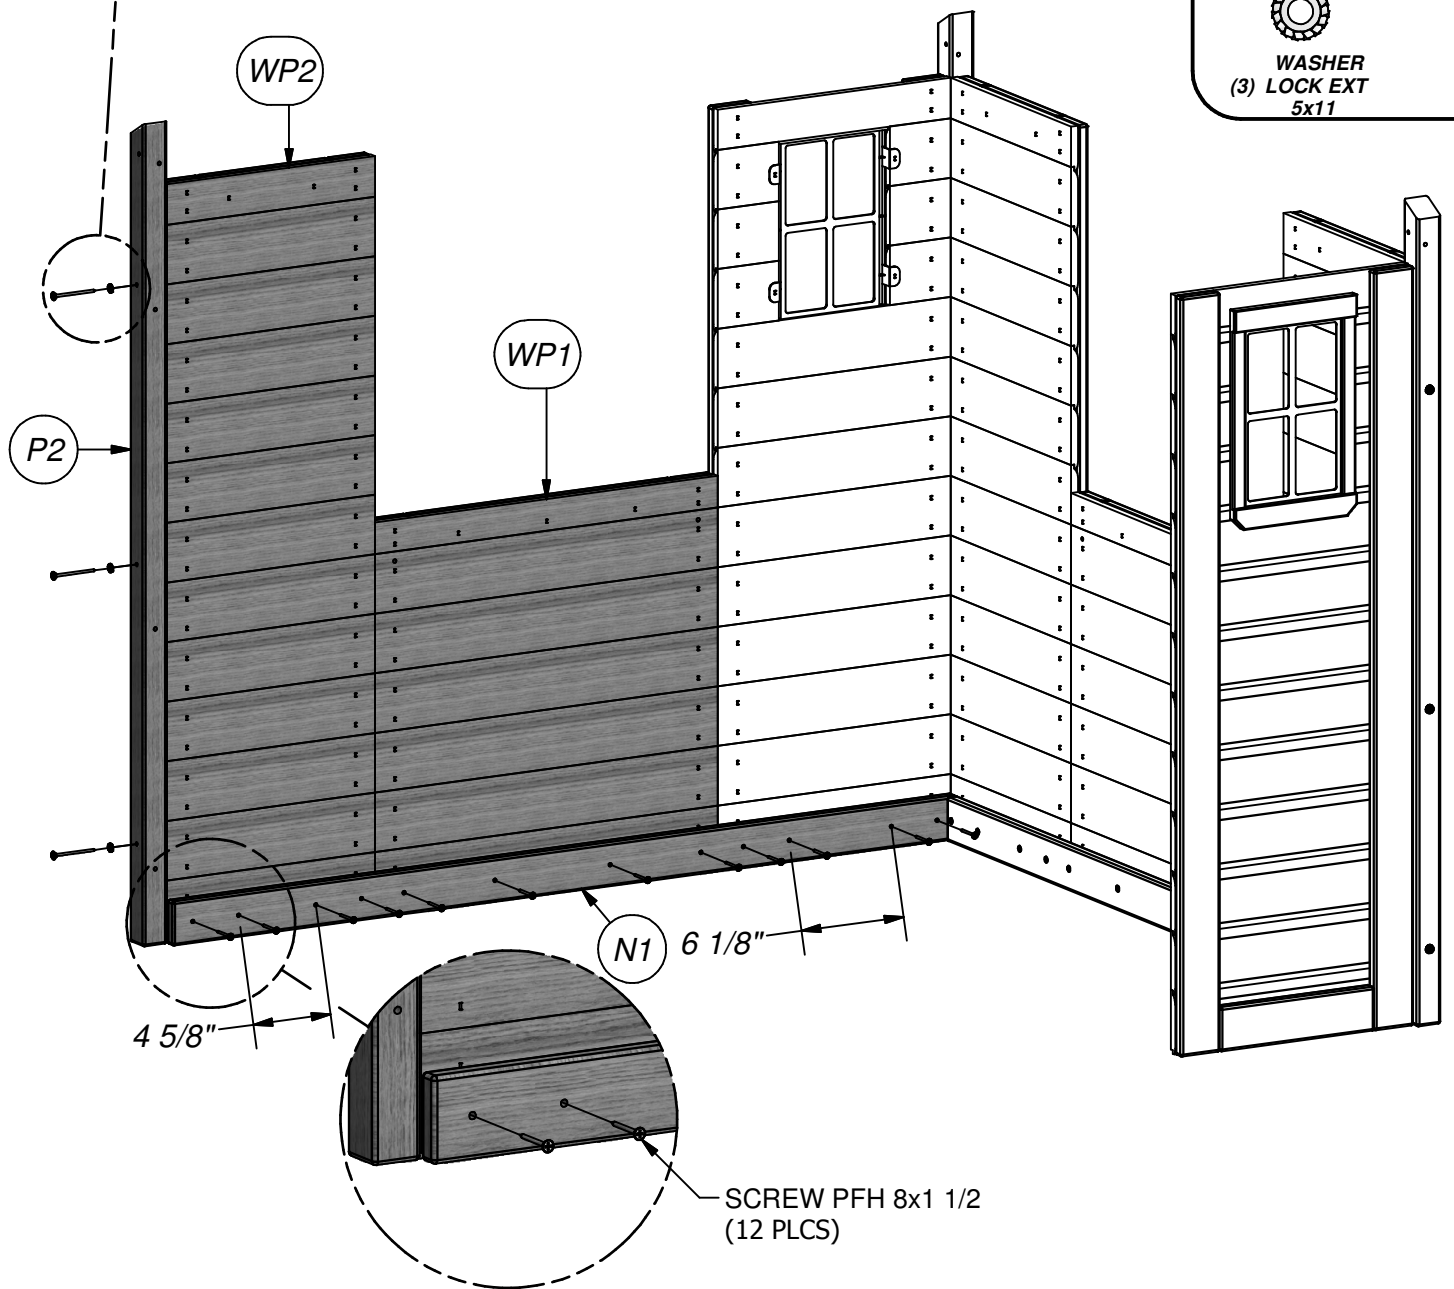 WP2
WASHER
(3) LOCK EXT
5x11
WP1
P2
N1
6 1/8"
4 5/8"
SCREW PFH 8x1 1/2
(12 PLCS)